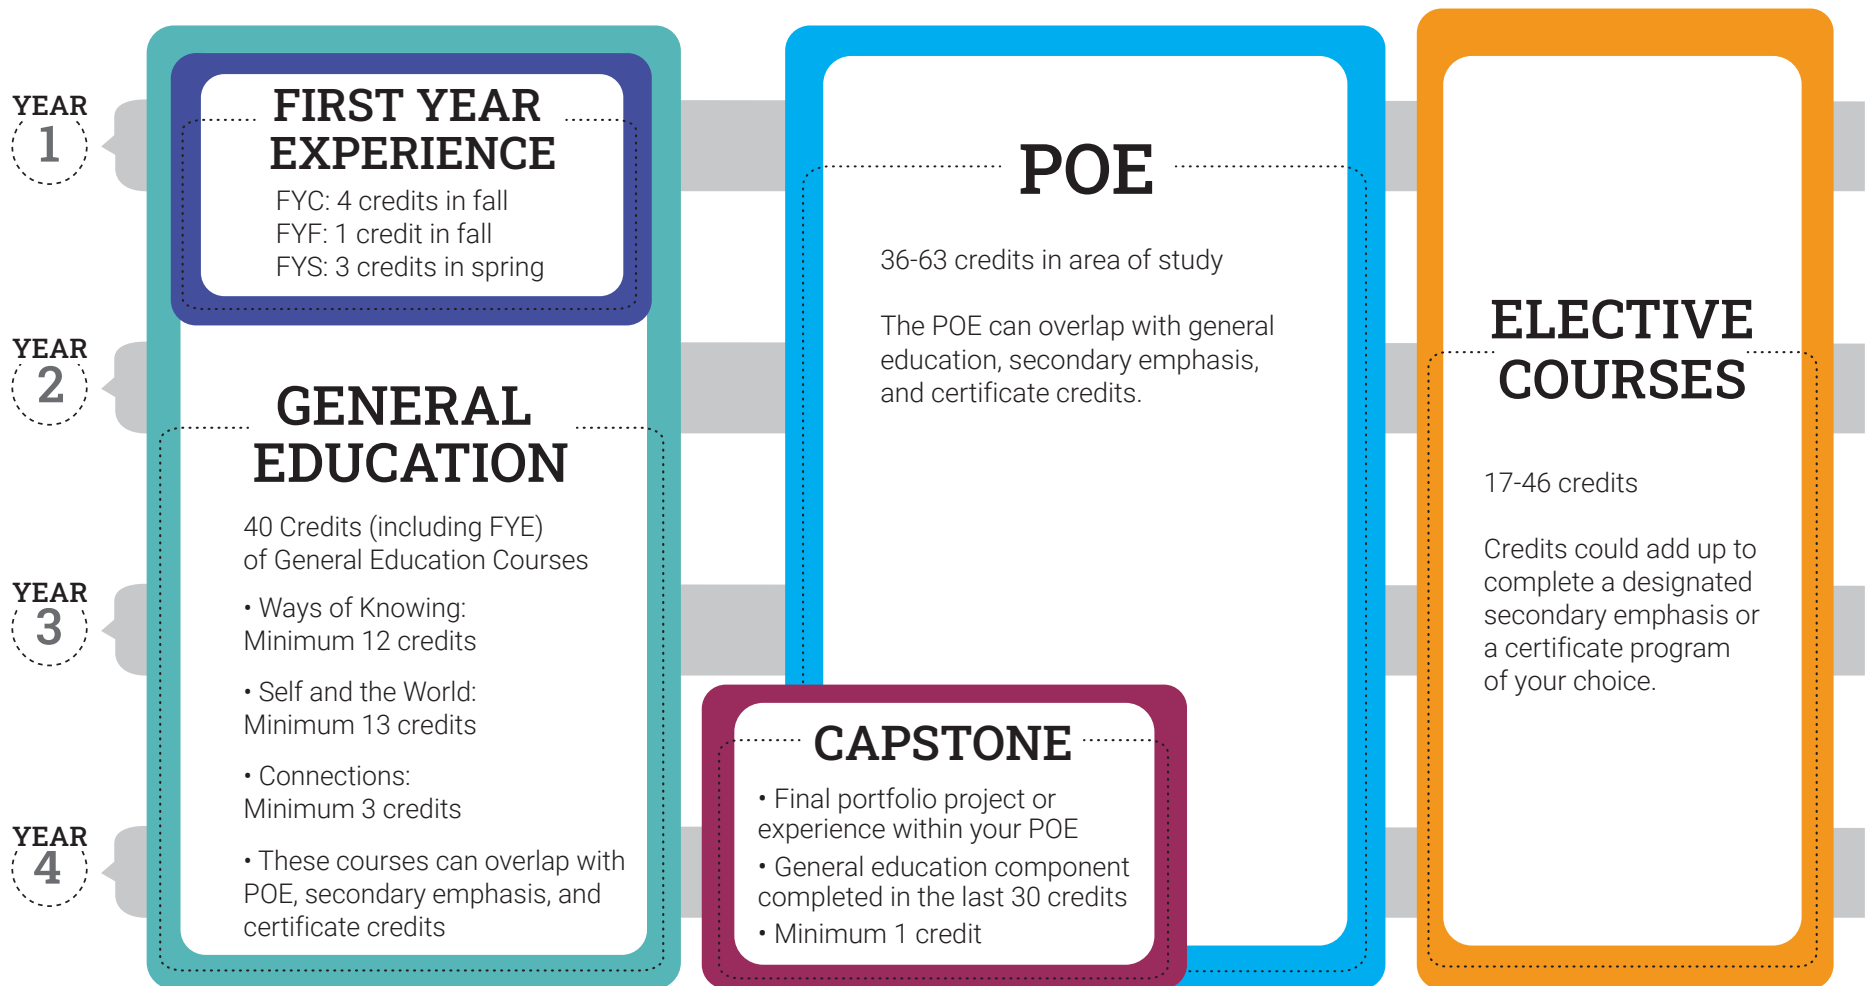 YEAR
1
YEAR
2
YEAR
3
YEAR
4
FIRST YEAR
EXPERIENCE
FYC: 4 credits in fall
FYF: 1 credit in fall
FYS: 3 credits in spring
GENERAL
EDUCATION
40 Credits (including FYE)
of General Education Courses
• Ways of Knowing:
Minimum 12 credits
• Self and the World:
Minimum 13 credits
• Connections:
Minimum 3 credits
• These courses can overlap with
POE, secondary emphasis, and
certificate credits
POE
36-63 credits in area of study
The POE can overlap with general
education, secondary emphasis,
and certificate credits.
CAPSTONE
• Final portfolio project or
experience within your POE
• General education component
completed in the last 30 credits
• Minimum 1 credit
ELECTIVE
COURSES
17-46 credits
Credits could add up to
complete a designated
secondary emphasis or
a certificate program
of your choice.